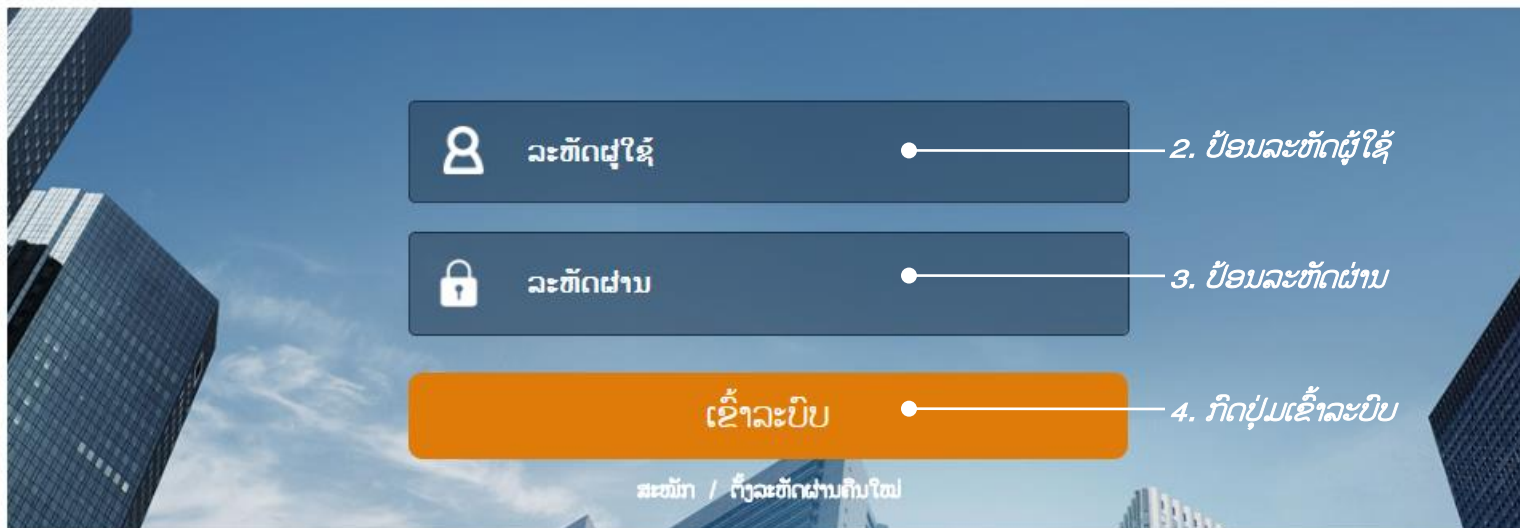 ລະຫັດຜູ່ໃຊ້
2. ປ້ອນລະຫັດຜູ້ໃຊ້
ລະຫັດຜ່ານ
3. ປ້ອນລະຫັດຜ່ານ
ເຂົ້າລະບົບ
4. ກົດປຸ່ມເຂົ້າລະບົບ
ສະໝັກ / ຕັ້ງລະຫັດຜ່ານຄືນໃໝ່